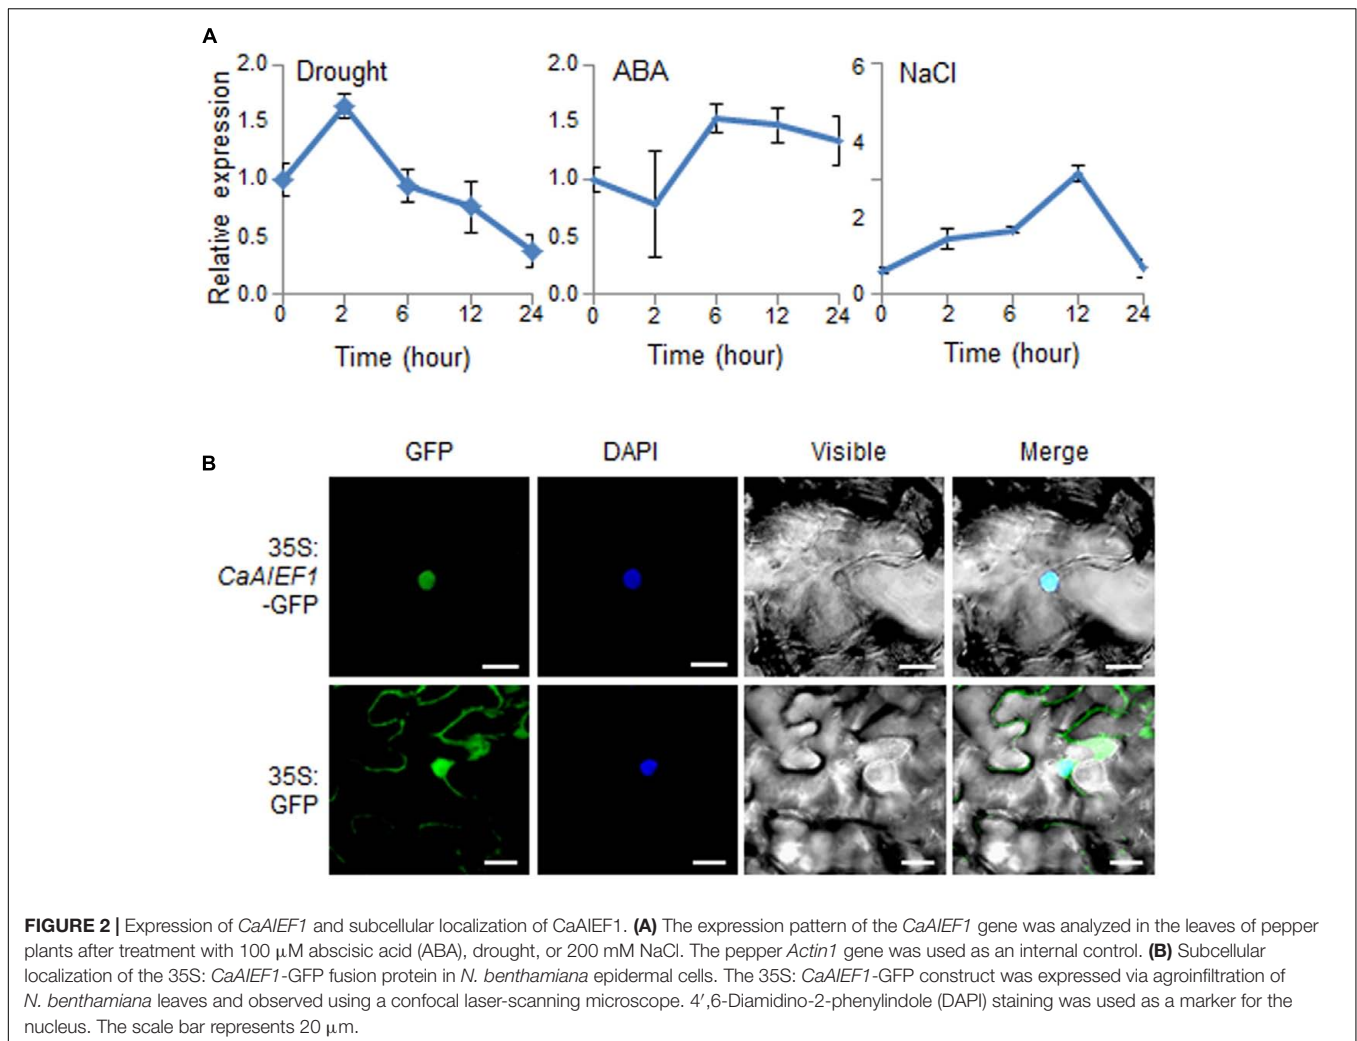 A
Drought
ABA
NaCl
Relative expression
2.0
1.5
1.0
0.5
0.0
0 2 6 12 24
Time (hour)
2.0
1.5
1.0
0.5
0.0
0 2 6 12 24
Time (hour)
6
4
2
0
0 2 6 12 24
Time (hour)
B
GFP DAPI Visible Merge
35S:
CaAIEF1
-GFP
35S:
GFP
FIGURE 2 | Expression of CaAIEF1 and subcellular localization of CaAIEF1. (A) The expression pattern of the CaAIEF1 gene was analyzed in the leaves of pepper
plants after treatment with 100 μM abscisic acid (ABA), drought, or 200 mM NaCl. The pepper Actin1 gene was used as an internal control. (B) Subcellular
localization of the 35S: CaAIEF1-GFP fusion protein in N. benthamiana epidermal cells. The 35S: CaAIEF1-GFP construct was expressed via agroinfiltration of
N. benthamiana leaves and observed using a confocal laser-scanning microscope. 4′,6-Diamidino-2-phenylindole (DAPI) staining was used as a marker for the
nucleus. The scale bar represents 20 μm.